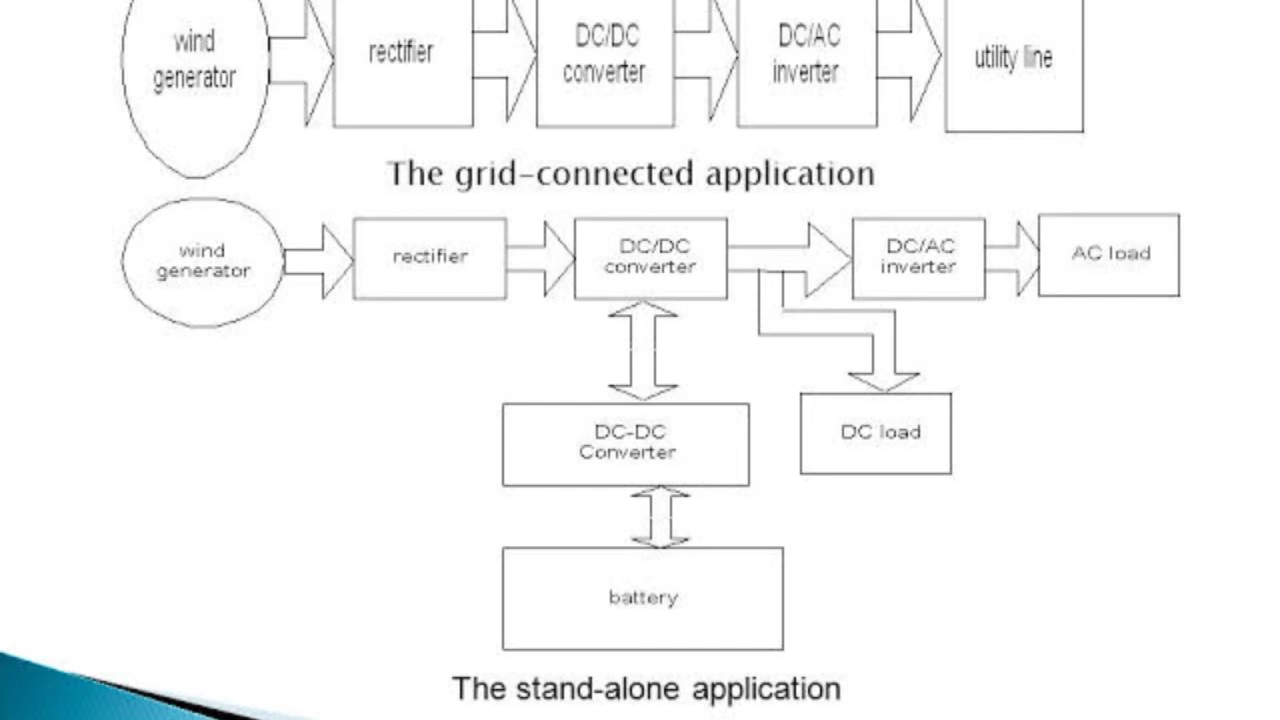 wind
generator
rectifier
DC/DC
converter
DC/AC
inverter
utility line
The grid-connected application
wind
generator
rectifier
DC/DC
converter
DC/AC
inverter
AC load
DC-DC
Converter
DC load
battery
The stand-alone application